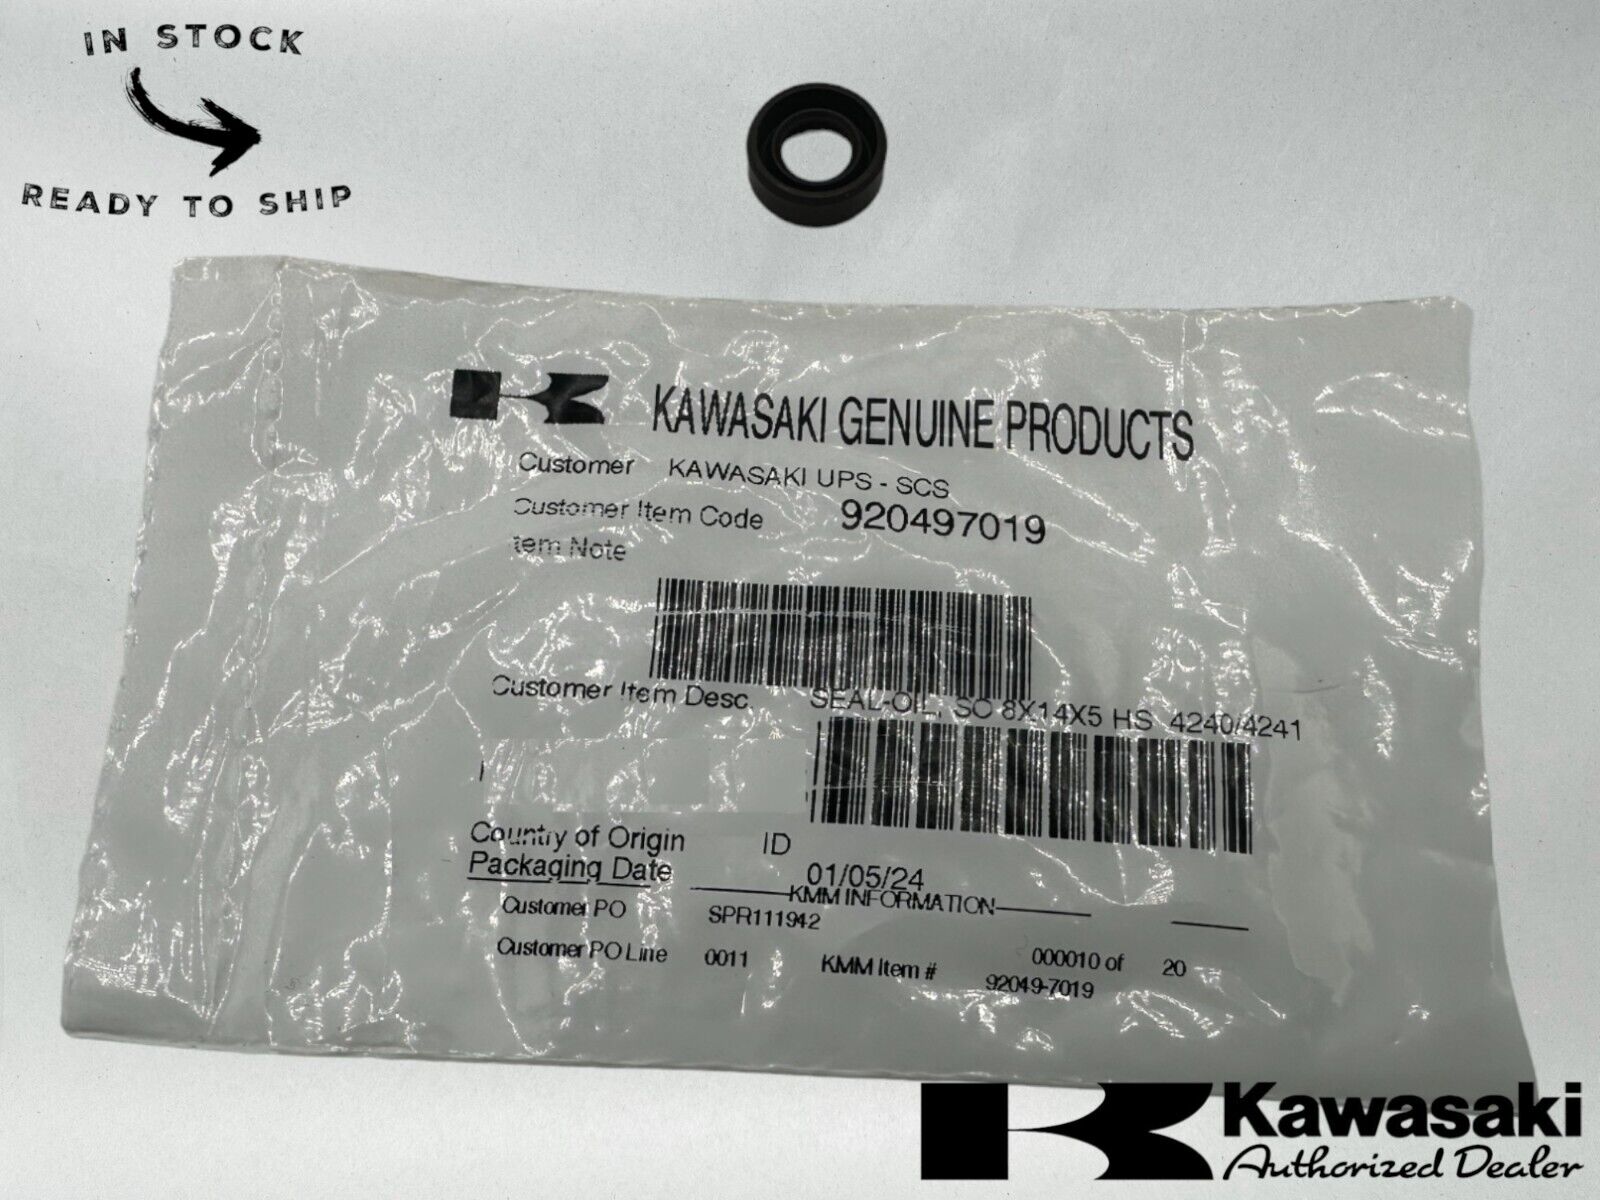 IN STOCK
READY TO SHIP
KAWASAKI GENUINE PRODUCTS
Customer KAWASAKI UPS - SCS
Customer Item Code 920497019
tem Note
Customer Item Desc. SEAL-OIL, SC 8X14X5 HS 4240/4241
Country of Origin ID
Packaging Date 01/05/24
KMM INFORMATION
Customer PO SPR111942
Customer PO Line 0011 KMM Item # 000010 of 20
92049-7019
Kawasaki
Authorized Dealer